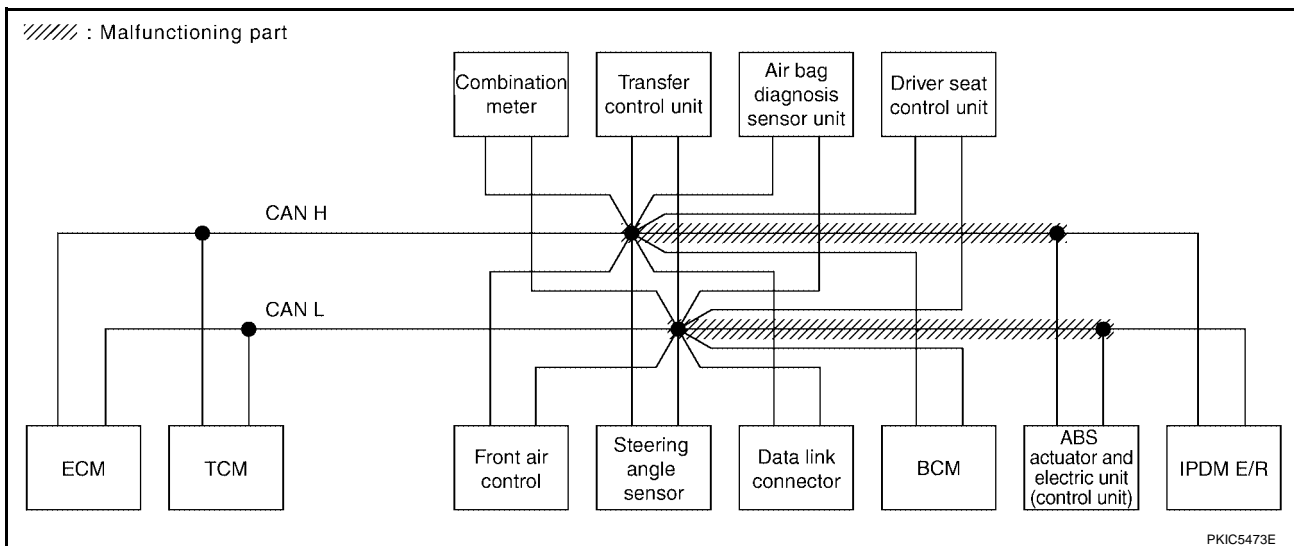 : Malfunctioning part
Combination
meter
Transfer
control unit
Air bag
diagnosis
sensor unit
Driver seat
control unit
CAN H
CAN L
ECM
TCM
Front air
control
Steering
angle
sensor
Data link
connector
BCM
ABS
actuator and
electric unit
(control unit)
IPDM E/R
PKIC5473E